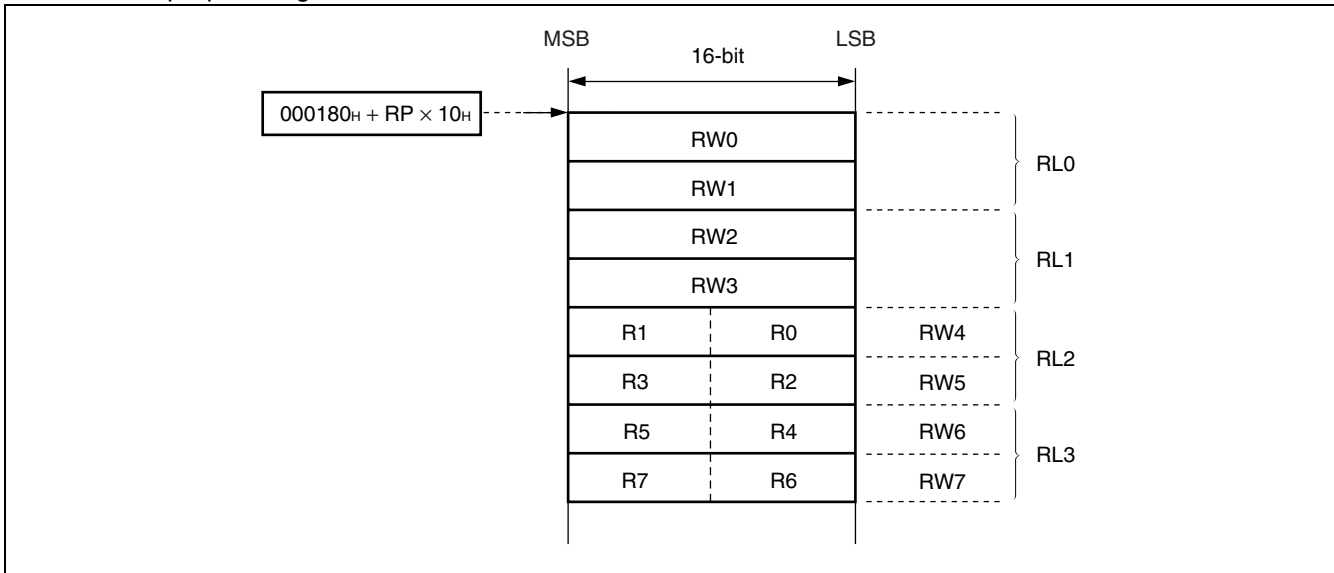 MSB LSB
16-bit
000180H + RP × 10H
RW0
RL0
RW1
RW2
RL1
RW3
R1 R0 RW4
RL2
R3 R2 RW5
R5 R4 RW6
RL3
R7 R6 RW7